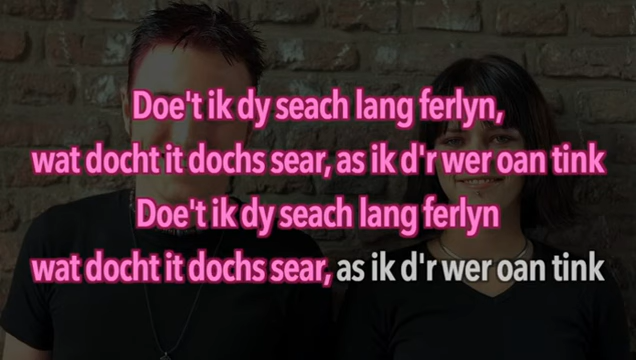 Doe't ik dy seach lang ferlyn,
wat docht it dochs sear, as ik d'r wer oan tink
Doe't ik dy seach lang ferlyn
wat docht it dochs sear, as ik d'r wer oan tink